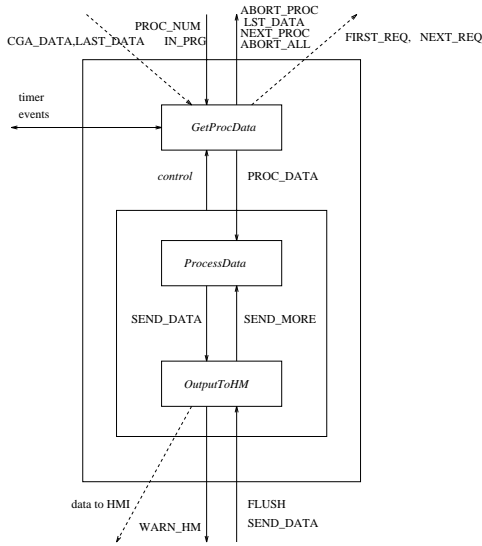 ABORT_PROC
LST_DATA
NEXT_PROC
ABORT_ALL
PROC_NUM
IN_PRG
CGA_DATA,LAST_DATA
FIRST_REQ, NEXT_REQ
timer
events
GetProcData
control
PROC_DATA
ProcessData
SEND_DATA
SEND_MORE
OutputToHM
data to HMI
WARN_HM
FLUSH
SEND_DATA